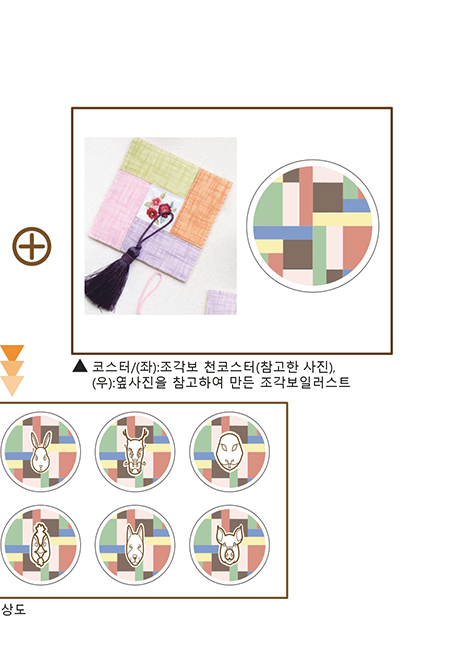 ▲ 코스터/(좌):조각보 천코스터(참고한 사진),
(우):옆사진을 참고하여 만든 조각보일러스트
상도